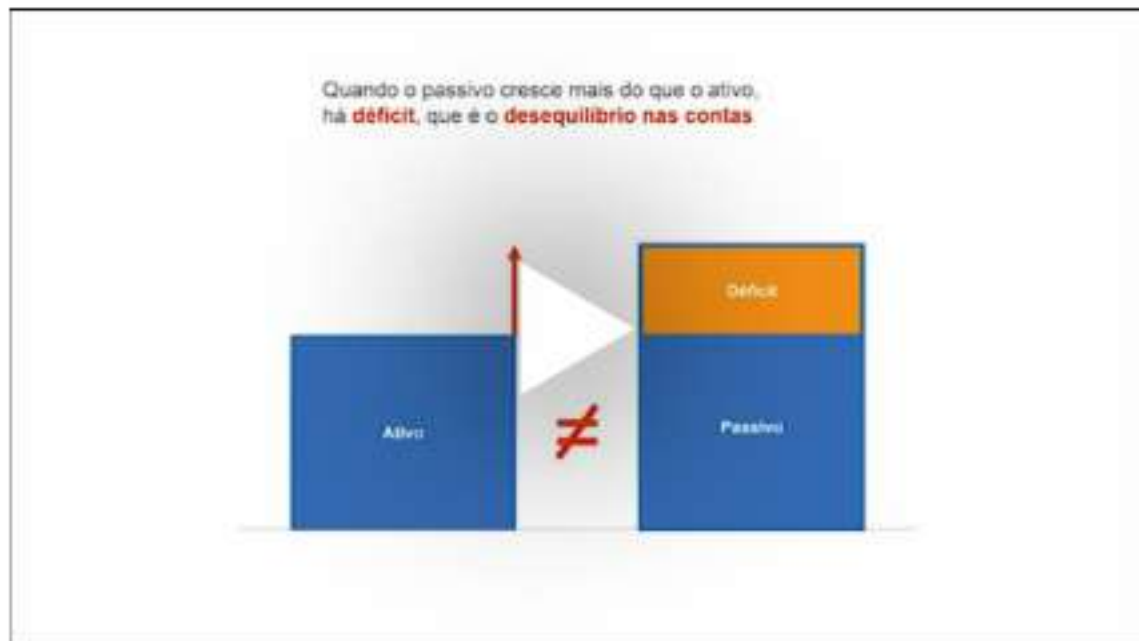 Quando o passivo cresce mais do que o ativo,
há déficit, que é o desequilíbrio nas contas
Déficit
Ativo
≠
Passivo